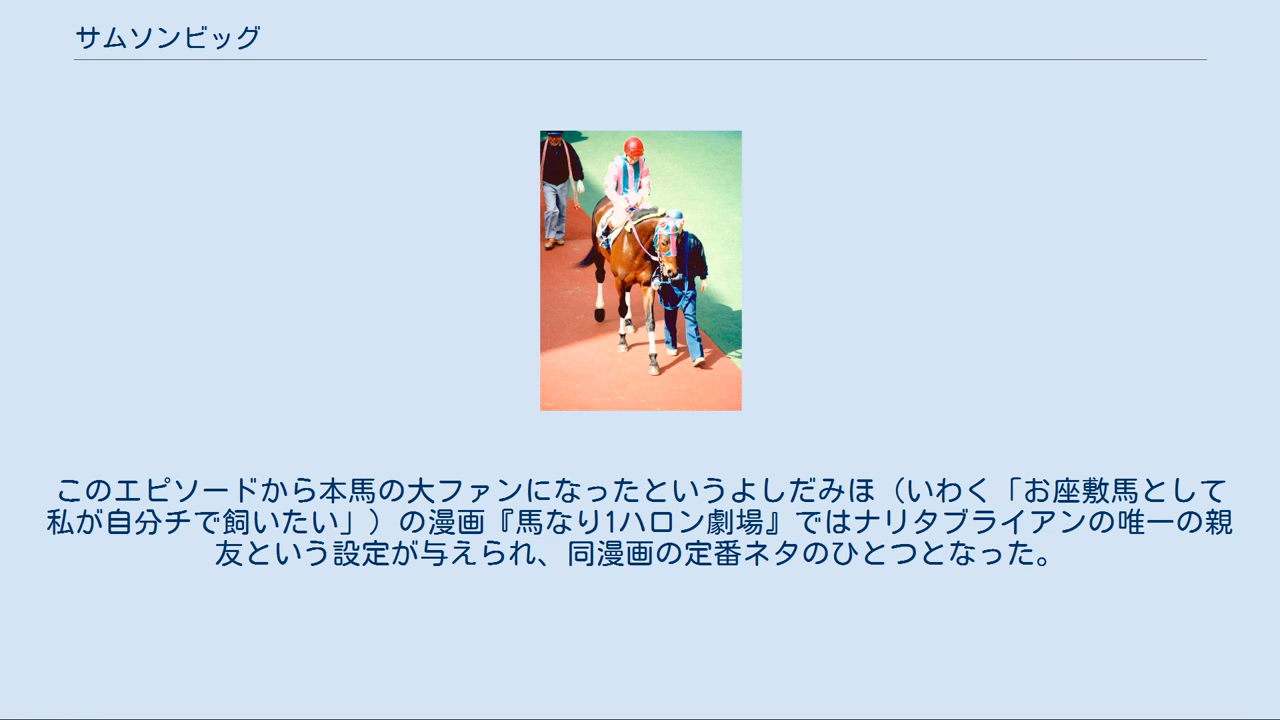 サムソンビッグ
このエピソードから本馬の大ファンになったというよしだみほ（いわく「お座敷馬として
私が自分チで飼いたい」）の漫画『馬なり1ハロン劇場』ではナリタブライアンの唯一の親
友という設定が与えられ、同漫画の定番ネタのひとつとなった。